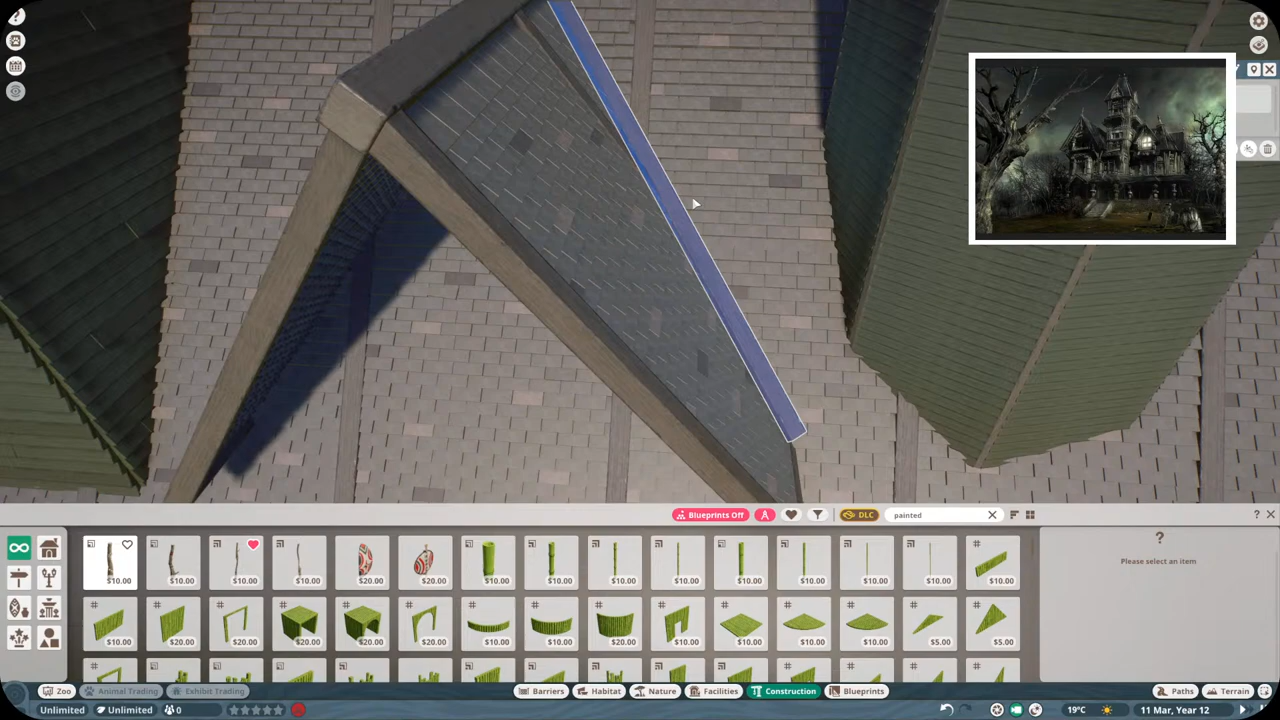 Blueprints Off
DLC
painted
$10.00 $10.00 $10.00 $10.00 $20.00 $20.00 $10.00 $10.00 $10.00 $10.00 $10.00 $10.00 $10.00 $10.00 $10.00
? Please select an item
$10.00 $20.00 $20.00 $20.00 $20.00 $20.00 $10.00 $10.00 $20.00 $10.00 $10.00 $10.00 $10.00 $5.00 $5.00
Zoo Animal Trading Exhibit Trading Barriers Habitat Nature Facilities Construction Blueprints Paths Terrain
Unlimited Unlimited 0 19°C 11 Mar, Year 12